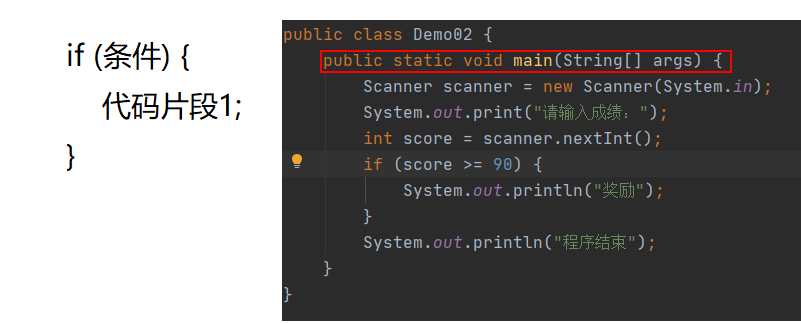 if (条件) {
代码片段1;
}
public class Demo02 {
public static void main(String[] args) {
Scanner scanner = new Scanner(System.in);
System.out.print("请输入成绩：");
int score = scanner.nextInt();
if (score >= 90) {
System.out.println("奖励");
}
System.out.println("程序结束");
}
}